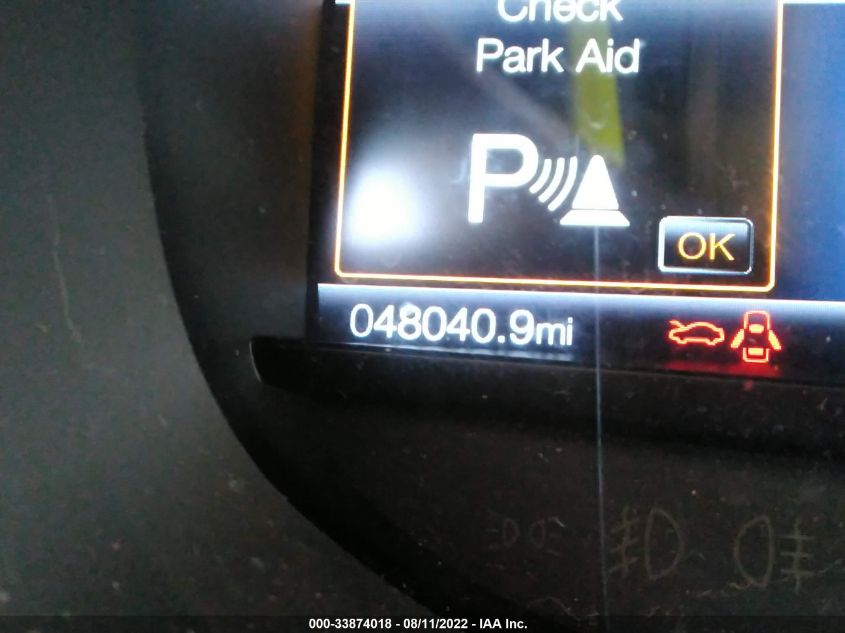 Check
Park Aid
P
OK
048040.9mi
000-33874018 - 08/11/2022 - IAA Inc.